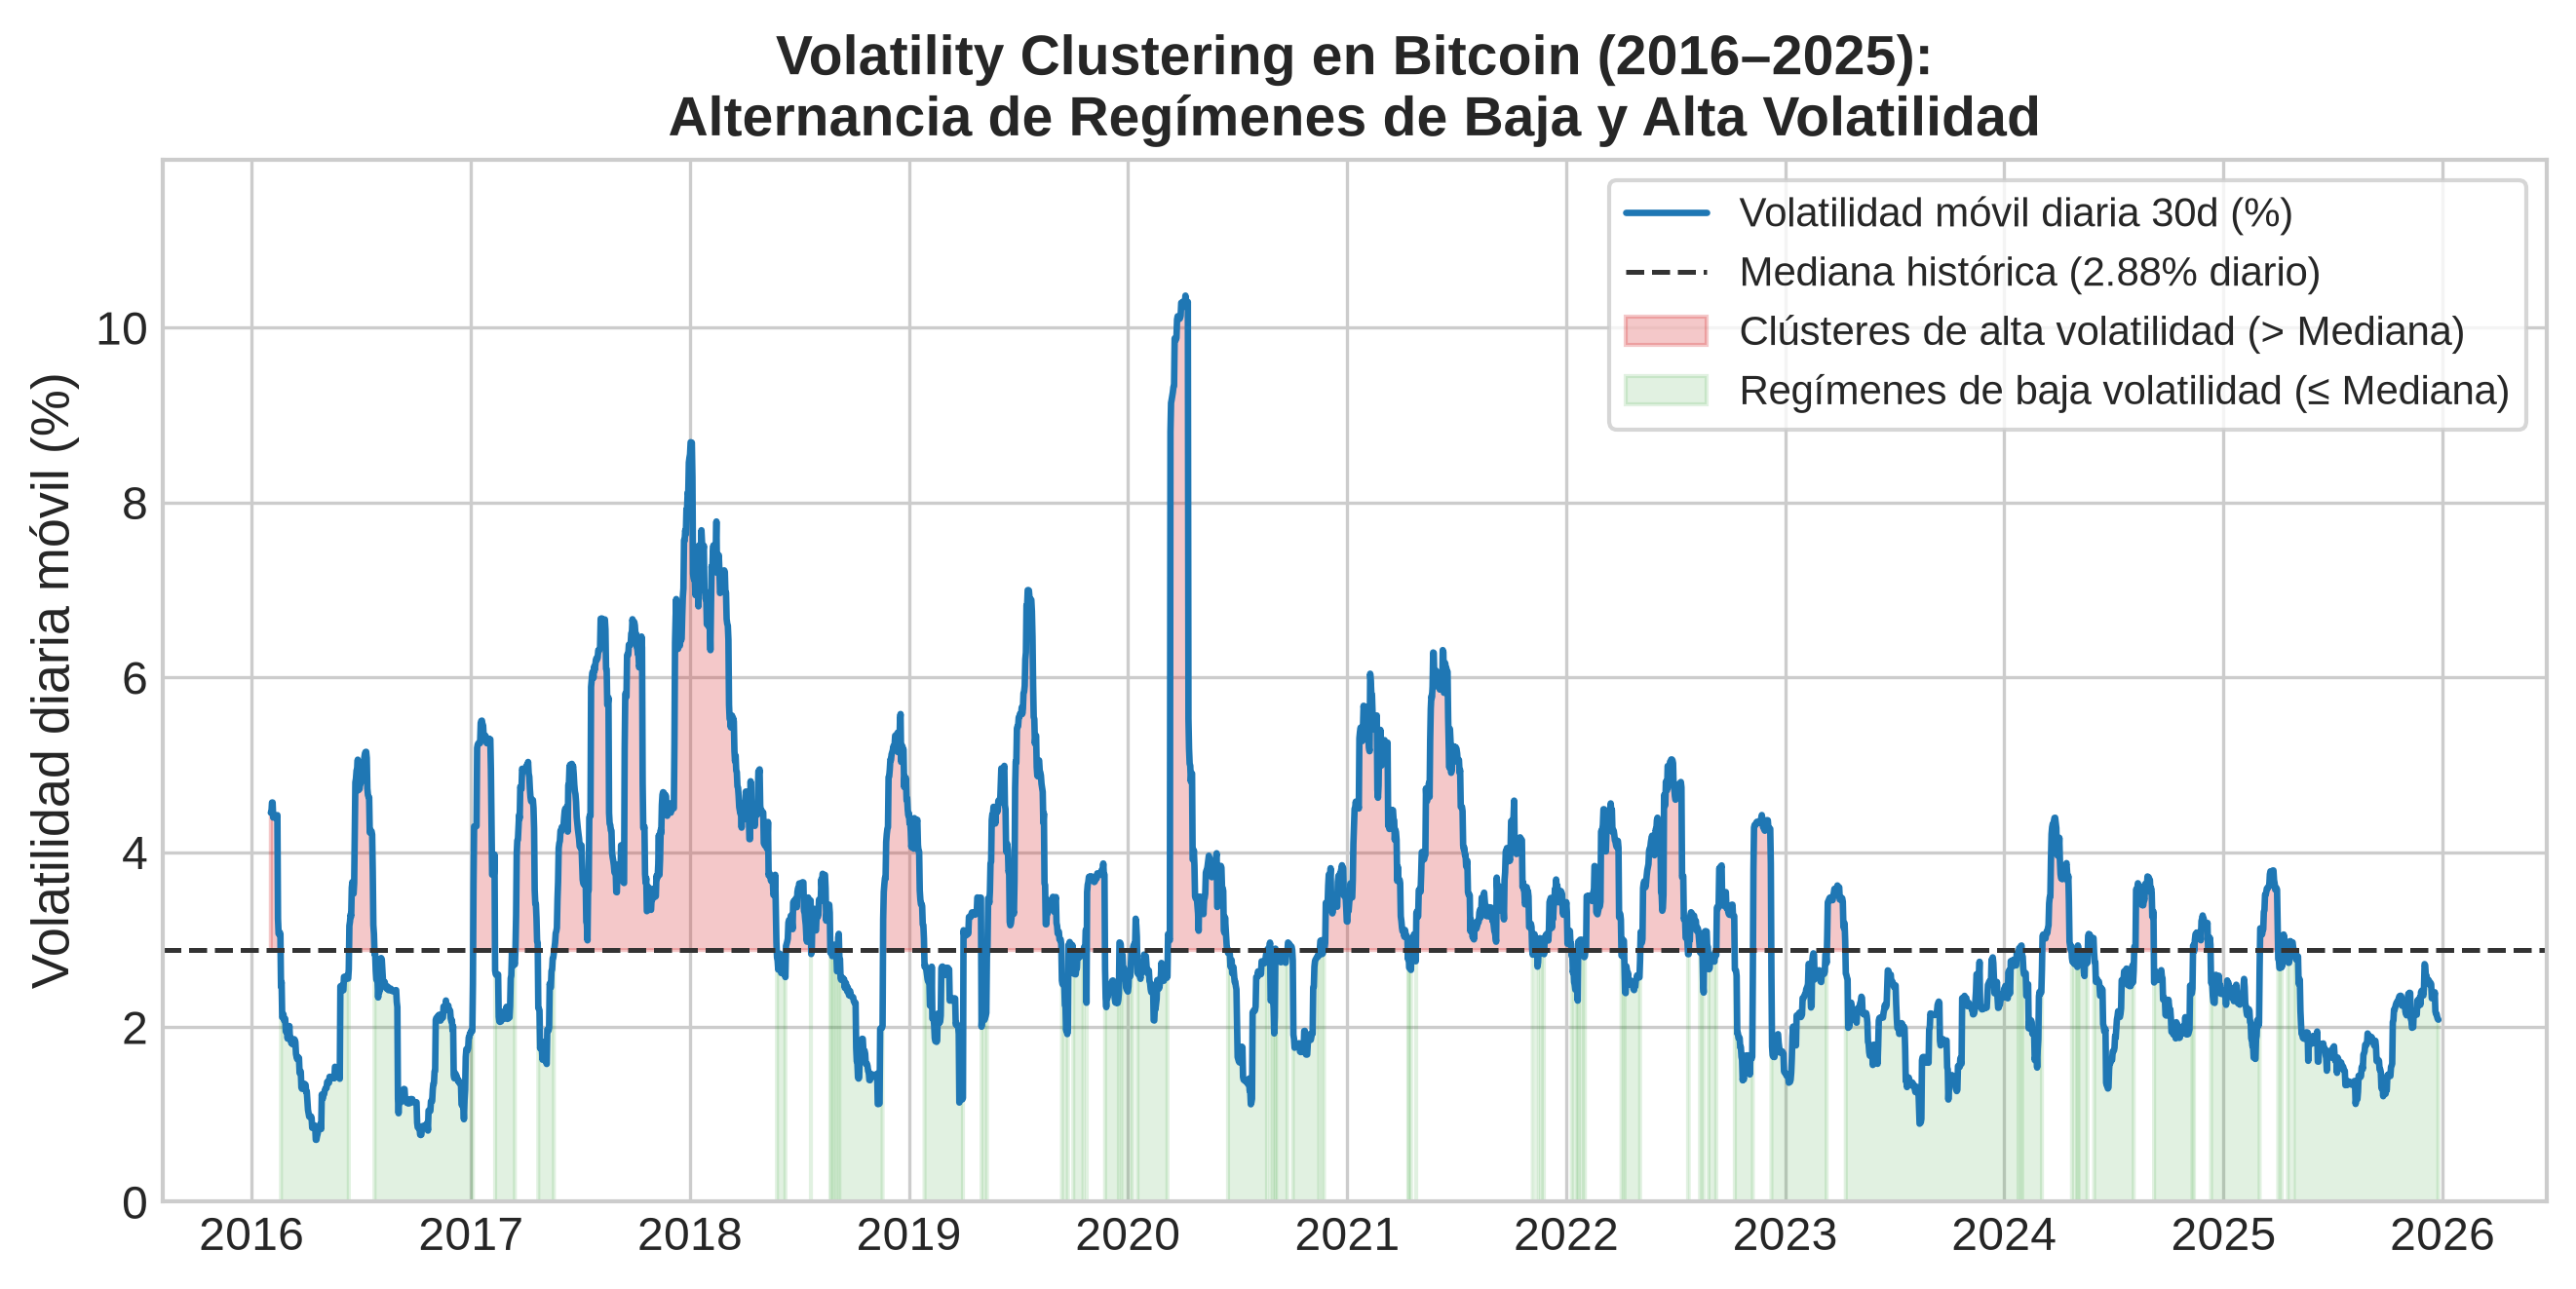 Volatility Clustering en Bitcoin (2016–2025):
Alternancia de Regímenes de Baja y Alta Volatilidad
Volatilidad móvil diaria 30d (%)
Mediana histórica (2.88% diario)
Clústeres de alta volatilidad (> Mediana)
Regímenes de baja volatilidad (≤ Mediana)
Volatilidad diaria móvil (%)
10
8
6
4
2
0
2016 2017 2018 2019 2020 2021 2022 2023 2024 2025 2026